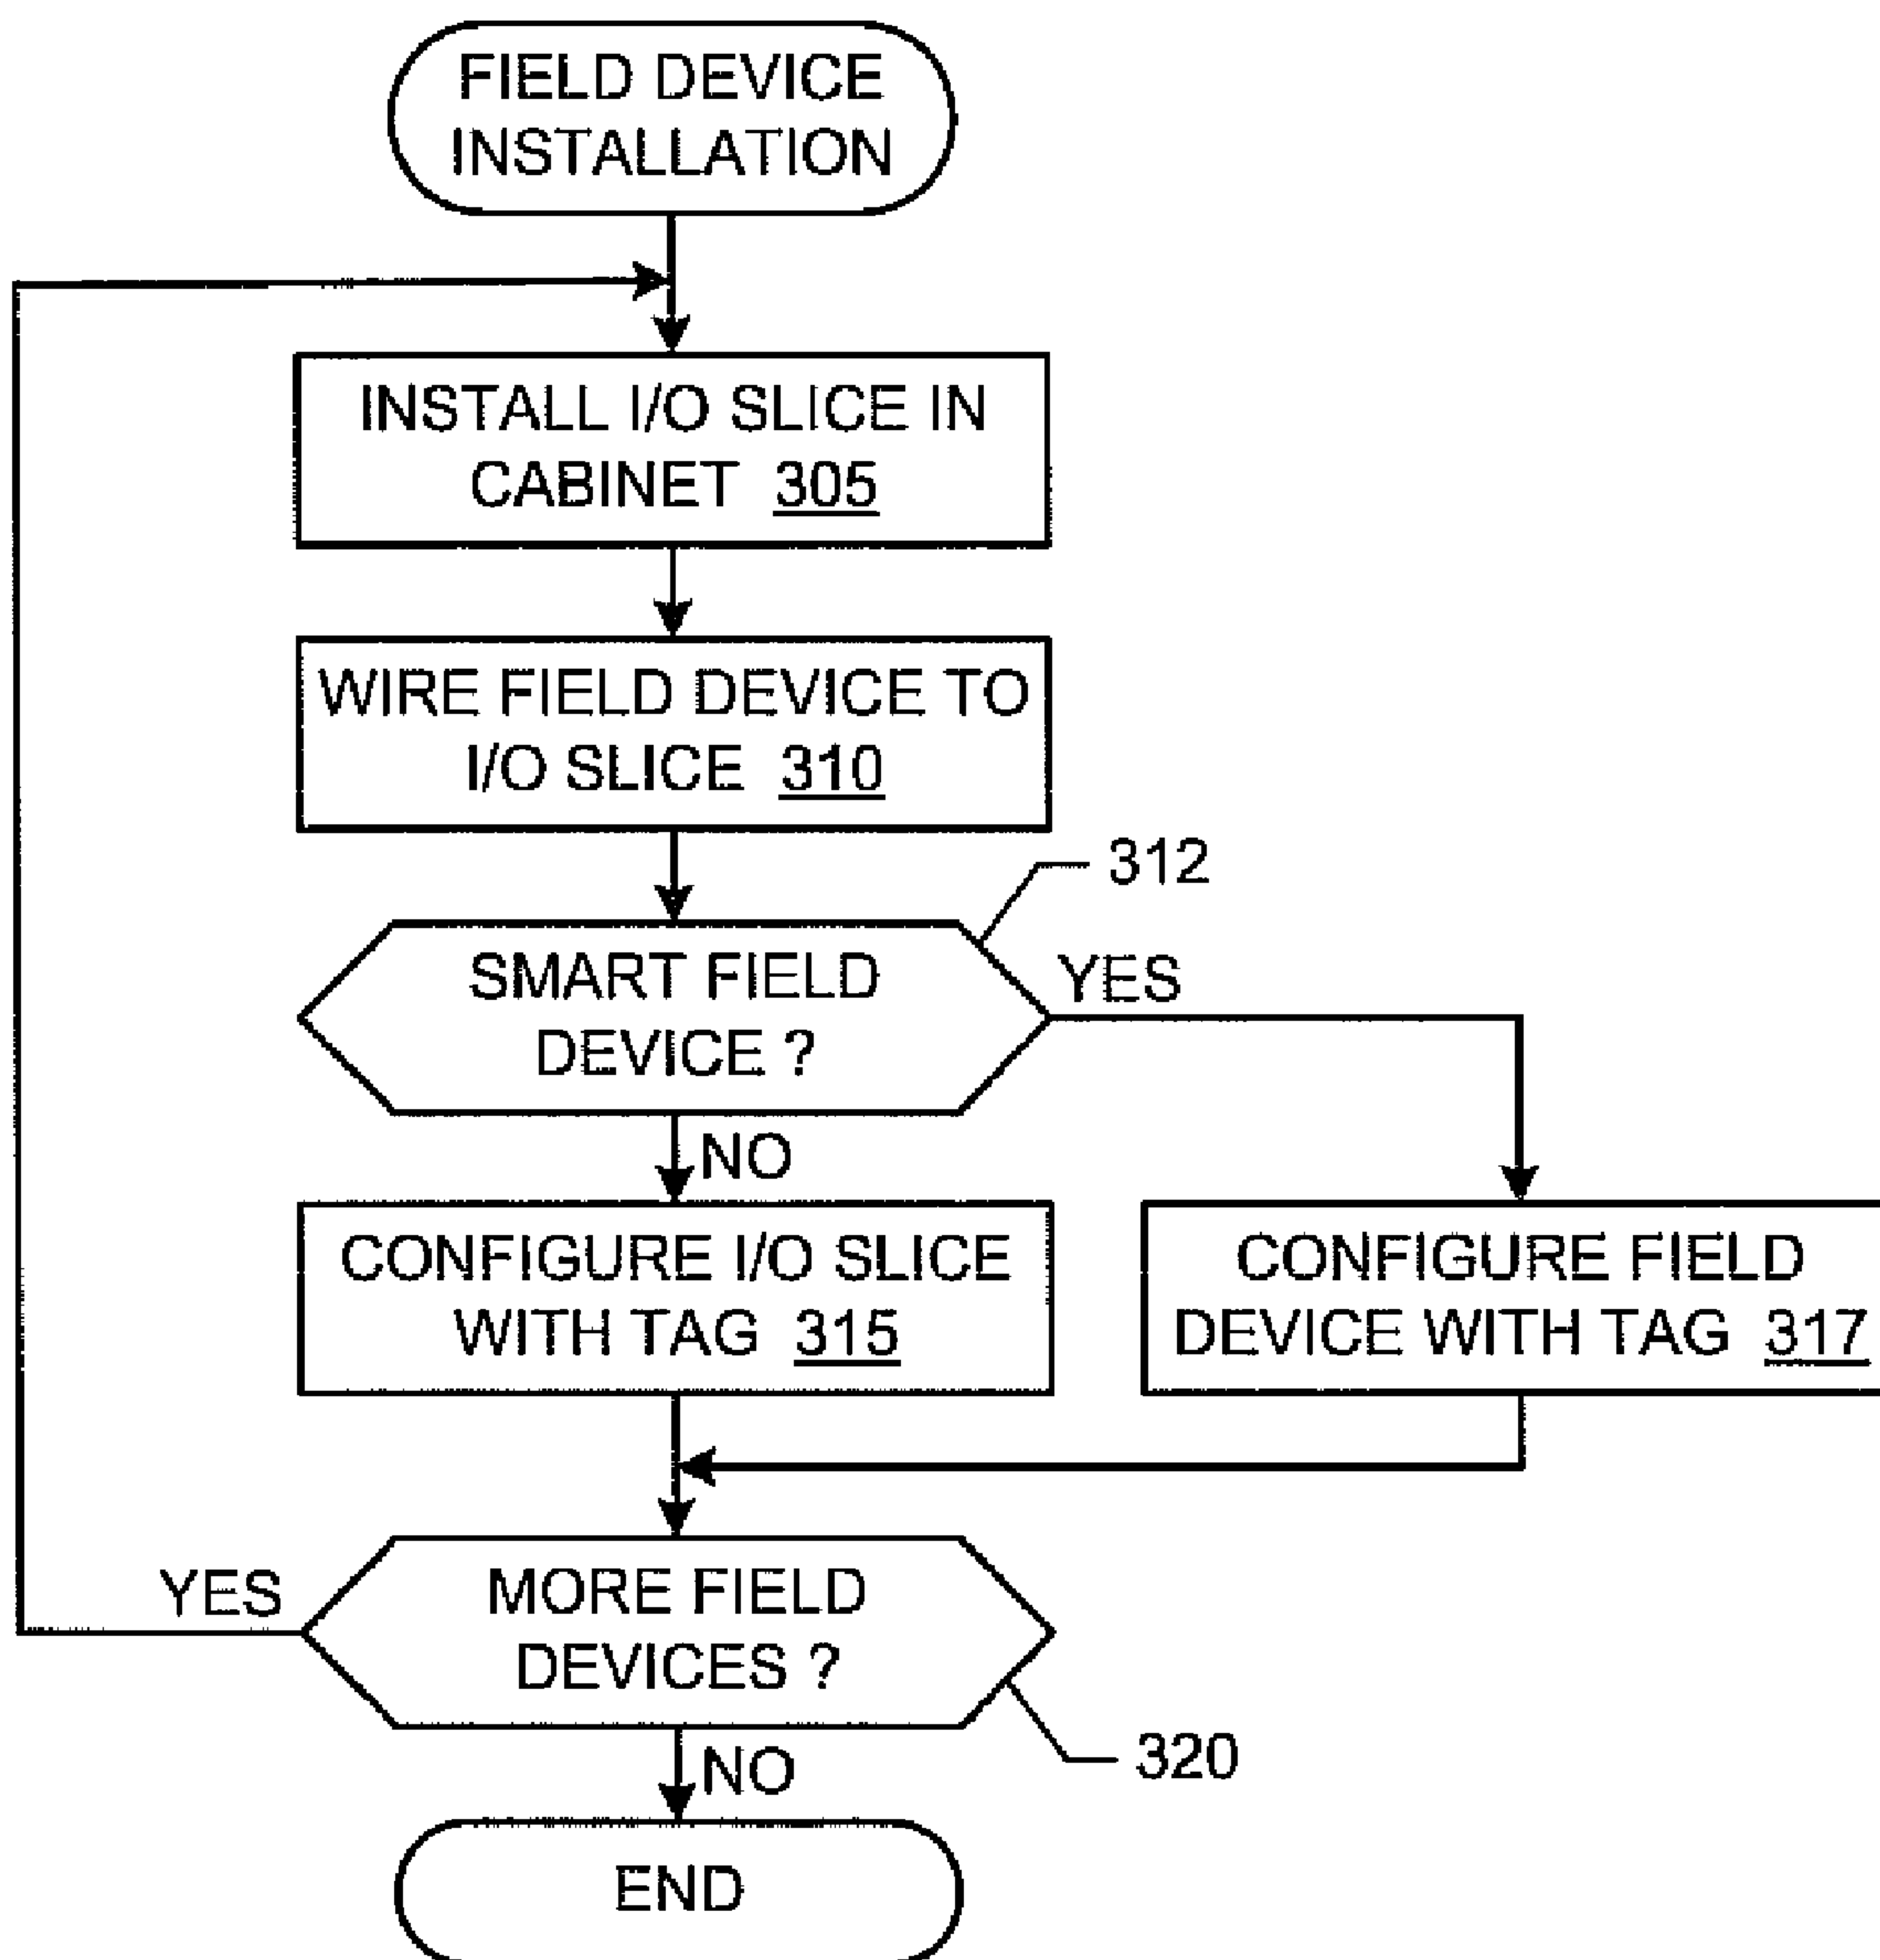 FIELD DEVICE
INSTALLATION
INSTALL I/O SLICE IN
CABINET 305
WIRE FIELD DEVICE TO
I/O SLICE 310
312
SMART FIELD
DEVICE ?
YES
NO
CONFIGURE I/O SLICE
WITH TAG 315
CONFIGURE FIELD
DEVICE WITH TAG 317
YES
MORE FIELD
DEVICES ?
320
NO
END